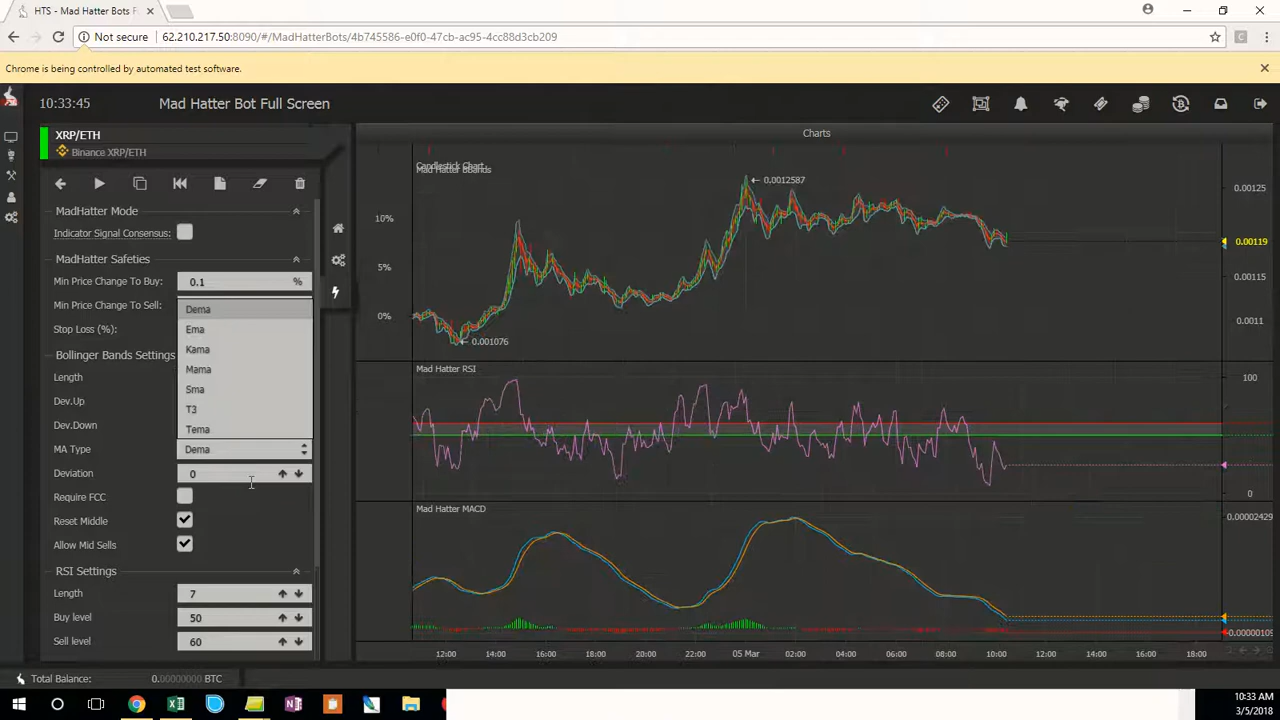 HTS - Mad Hatter Bots F
Not secure
62.210.217.50:8090/#/MadHatterBots/4b745586-e0f0-47cb-ac95-4cc88d3cb209
Chrome is being controlled by automated test software.
10:33:45
Mad Hatter Bot Full Screen
XRP/ETH
Binance XRP/ETH
Charts
MadHatter Mode
Indicator Signal Consensus:
MadHatter Safeties
Min Price Change To Buy:
0.1
%
Min Price Change To Sell:
Stop Loss (%):
Bollinger Bands Settings
Length
Dev.Up
Dev.Down
Dema
Ema
Kama
Mama
Sma
T3
Tema
MA Type
Dema
Deviation
0
Require FCC
Reset Middle
Allow Mid Sells
RSI Settings
Length
7
Buy level
50
Sell level
60
Candlestick Chart
Mad Hatter BBands
0.0012587
0.001076
10%
5%
0%
0.00125
0.00119
0.00115
0.0011
Mad Hatter RSI
100
0
Mad Hatter MACD
0.00002429
12:00
14:00
16:00
18:00
20:00
22:00
05 Mar
02:00
04:00
06:00
08:00
10:00
12:00
14:00
16:00
18:00
Total Balance:
0.00000000 BTC
10:33 AM
3/5/2018